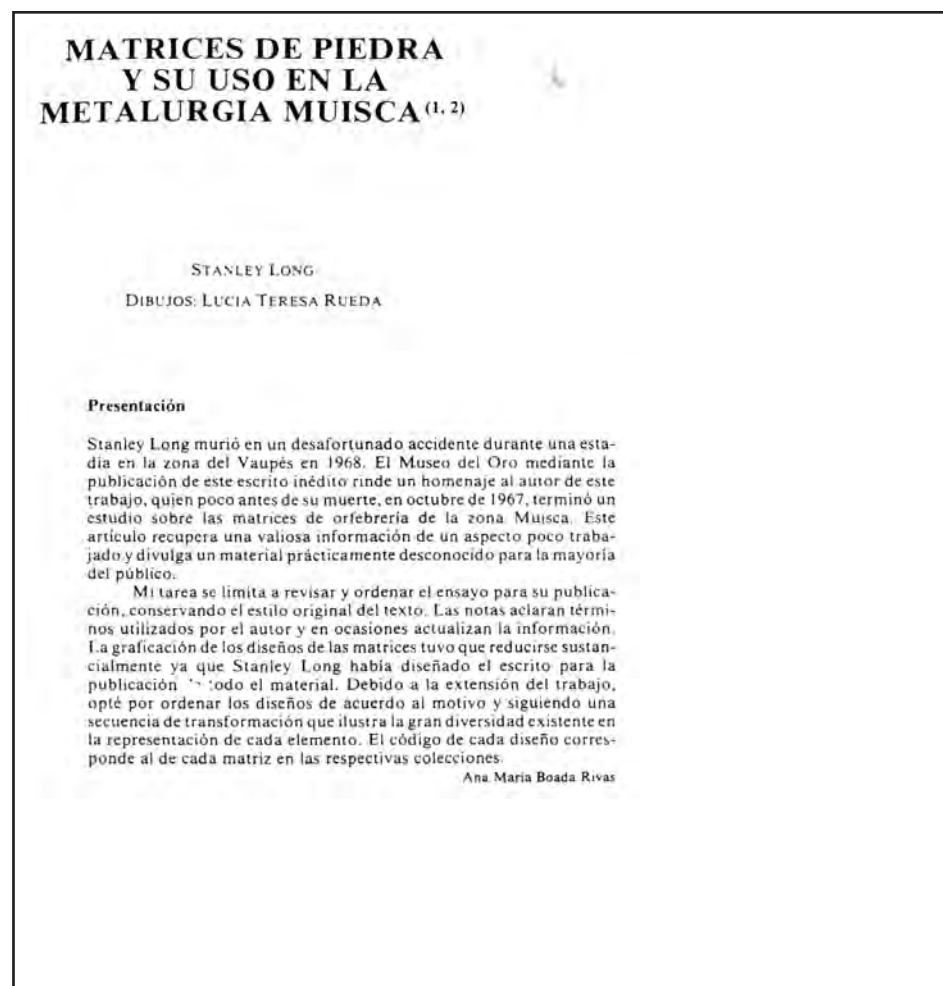 MATRICES DE PIEDRA
Y SU USO EN LA
METALURGIA MUISCA (1, 2)
STANLEY LONG
DIBUJOS: LUCIA TERESA RUEDA
Presentación
Stanley Long murió en un desafortunado accidente durante una esta-
día en la zona del Vaupés en 1968. El Museo del Oro mediante la
publicación de este escrito inédito rinde un homenaje al autor de este
trabajo, quien poco antes de su muerte, en octubre de 1967, terminó un
estudio sobre las matrices de orfebrería de la zona Muisca. Este
artículo recupera una valiosa información de un aspecto poco traba-
jado y divulga un material prácticamente desconocido para la mayoría
del público.
Mi tarea se limita a revisar y ordenar el ensayo para su publica-
ción, conservando el estilo original del texto. Las notas aclaran térmi-
nos utilizados por el autor y en ocasiones actualizan la información.
La graficación de los diseños de las matrices tuvo que reducirse sustan-
cialmente ya que Stanley Long había diseñado el escrito para la
publicación todo el material. Debido a la extensión del trabajo,
opté por ordenar los diseños de acuerdo al motivo y siguiendo una
secuencia de transformación que ilustra la gran diversidad existente en
la representación de cada elemento. El código de cada diseño corres-
ponde al de cada matriz en las respectivas colecciones.
Ana María Boada Rivas